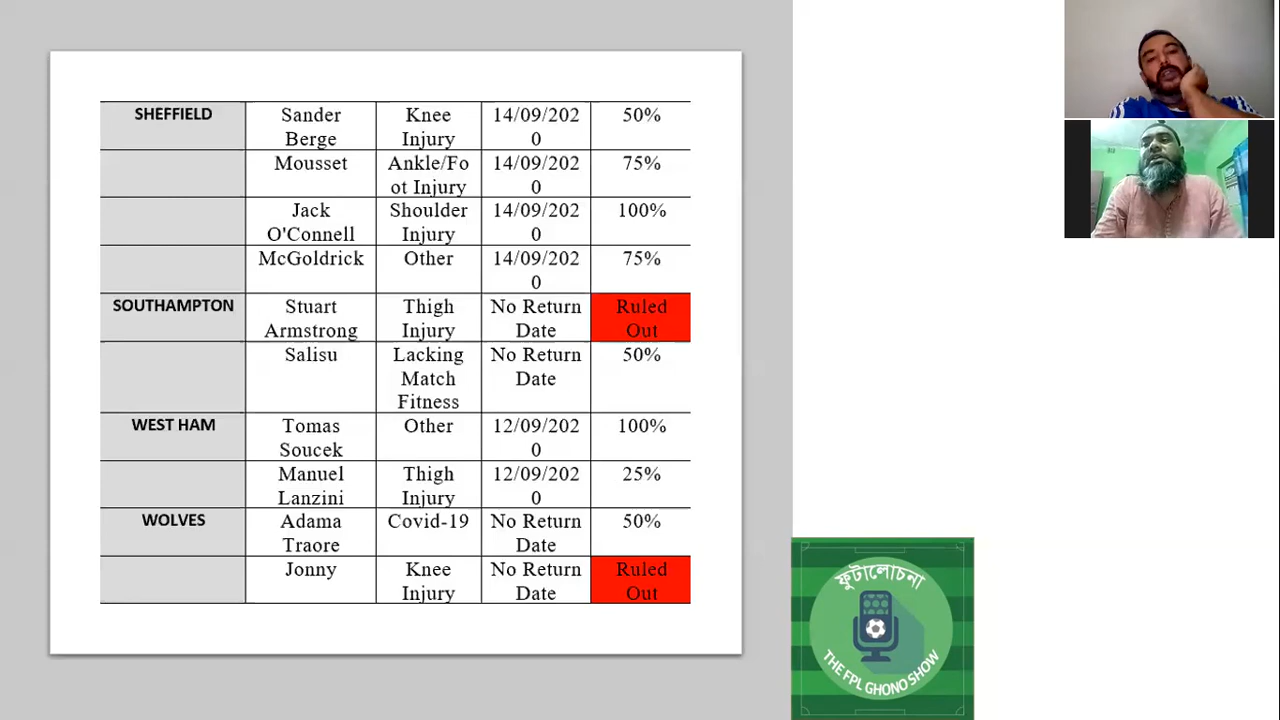 SHEFFIELD Sander Knee 14/09/202 50%
Berge Injury 0
Mousset Ankle/Fo 14/09/202 75%
ot Injury 0
Jack Shoulder 14/09/202 100%
O'Connell Injury 0
McGoldrick Other 14/09/202 75%
0
SOUTHAMPTON Stuart Thigh No Return Ruled
Armstrong Injury Date Out
Salisu Lacking No Return 50%
Match Date
Fitness
WEST HAM Tomas Other 12/09/202 100%
Soucek 0
Manuel Thigh 12/09/202 25%
Lanzini Injury 0
WOLVES Adama Covid-19 No Return 50%
Traore Date
Jonny Knee No Return Ruled
Injury Date Out
ফুটালোচনা
THE FPL GHONO SHOW